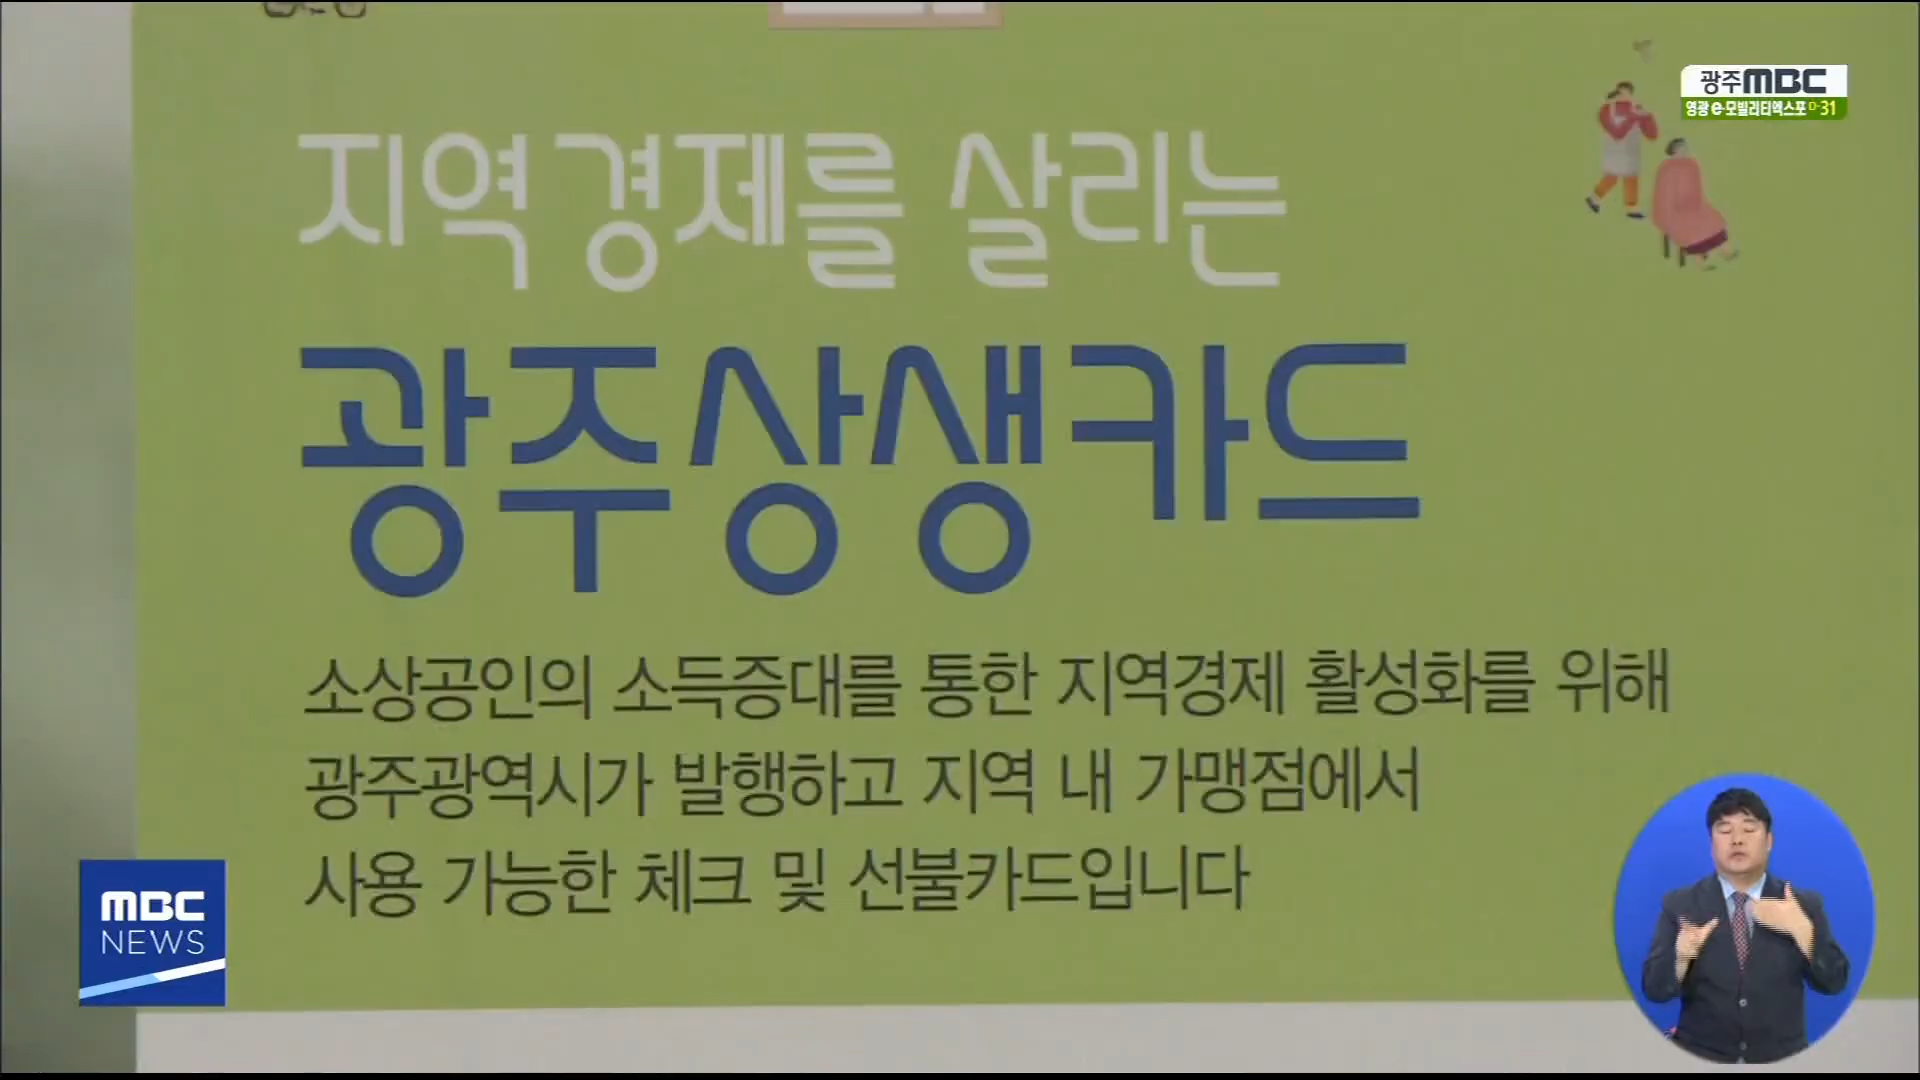 광주MBC
영광 e-모빌리티엑스포 D-31
지역경제를 살리는
광주상생카드
소상공인의 소득증대를 통한 지역경제 활성화를 위해
광주광역시가 발행하고 지역 내 가맹점에서
사용 가능한 체크 및 선불카드입니다
MBC
NEWS